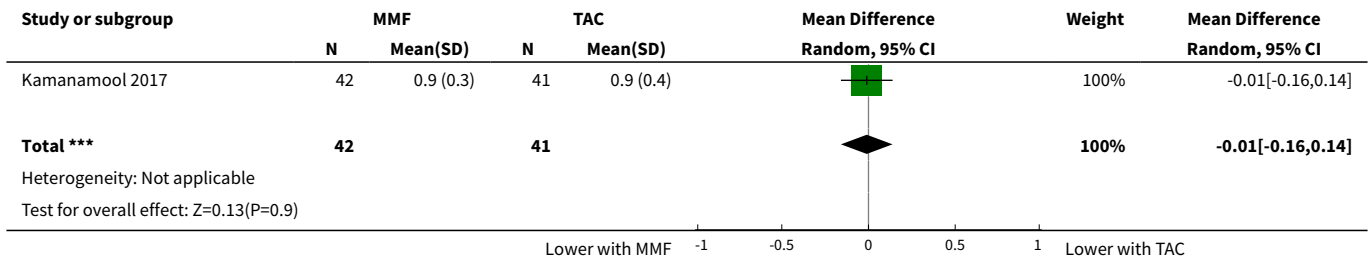 Study or subgroup MMF TAC Mean Difference Weight Mean Difference
N Mean(SD) N Mean(SD) Random, 95% CI Random, 95% CI
Kamanamool 2017 42 0.9 (0.3) 41 0.9 (0.4) 100% -0.01[-0.16,0.14]
Total *** 42 41 100% -0.01[-0.16,0.14]
Heterogeneity: Not applicable
Test for overall effect: Z=0.13(P=0.9)
Lower with MMF -1 -0.5 0 0.5 1 Lower with TAC